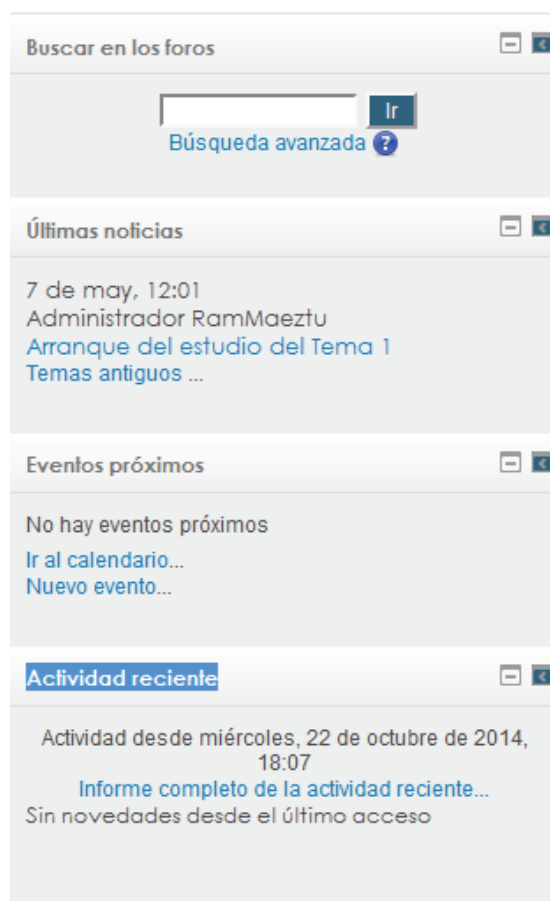 Buscar en los foros
Ir
Búsqueda avanzada ?
Últimas noticias
7 de may, 12:01
Administrador RamMaeztu
Arranque del estudio del Tema 1
Temas antiguos ...
Eventos próximos
No hay eventos próximos
Ir al calendario...
Nuevo evento...
Actividad reciente
Actividad desde miércoles, 22 de octubre de 2014,
18:07
Informe completo de la actividad reciente...
Sin novedades desde el último acceso